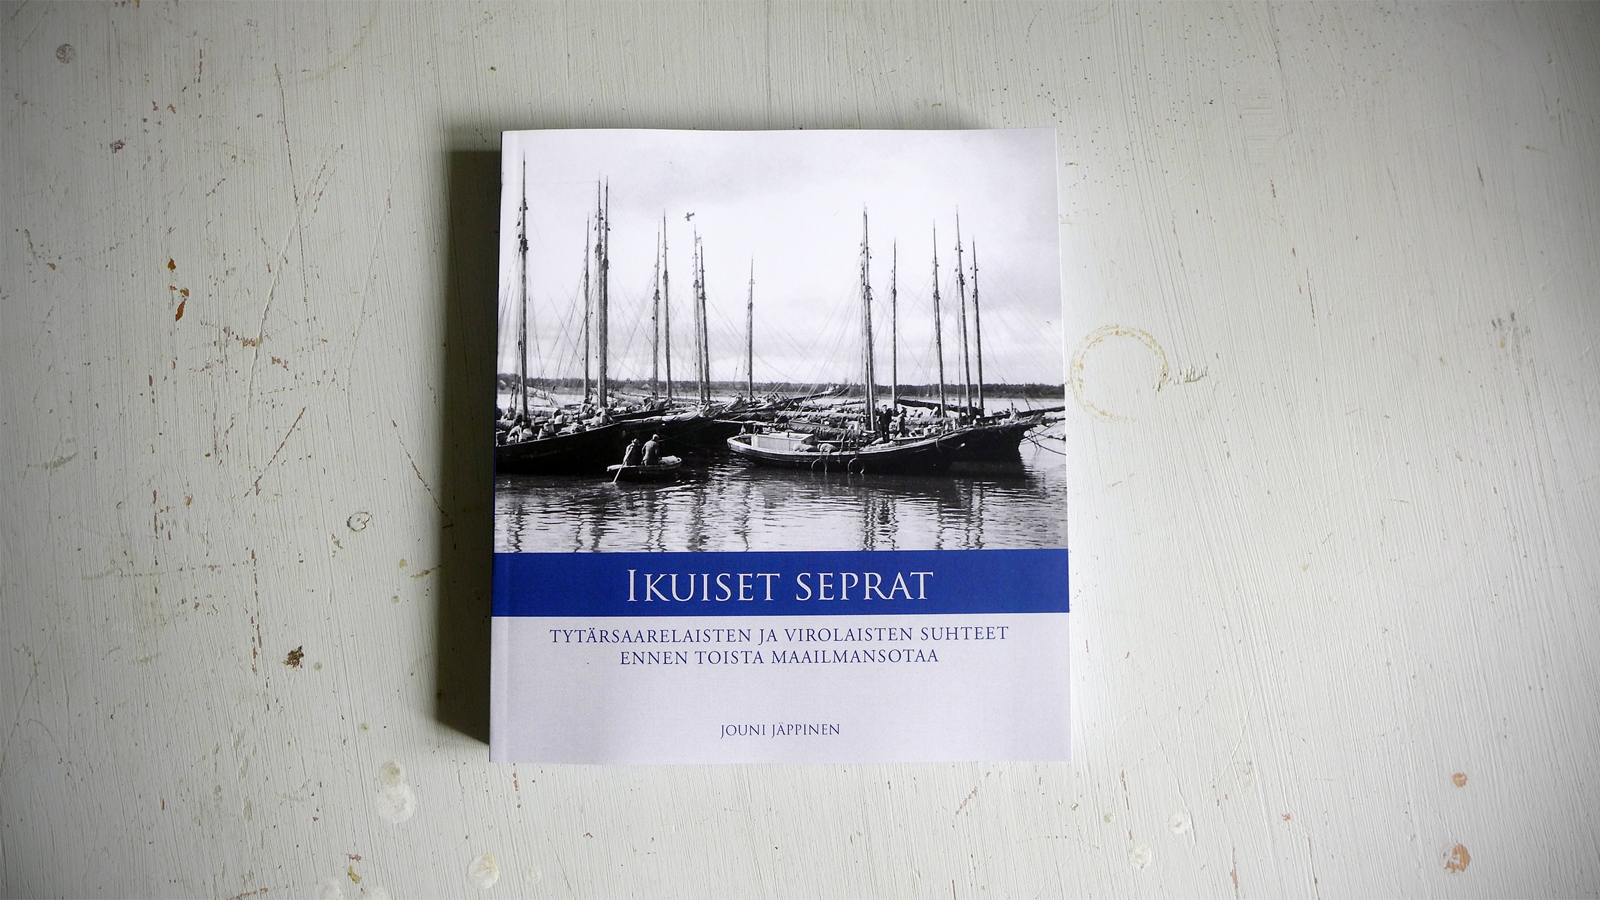 IKUISET SEPRAT
TYTÄRSAARELAISTEN JA VIROLAISTEN SUHTEET
ENNEN TOISTA MAAILMANSOTAA
JOUNI JÄPPINEN